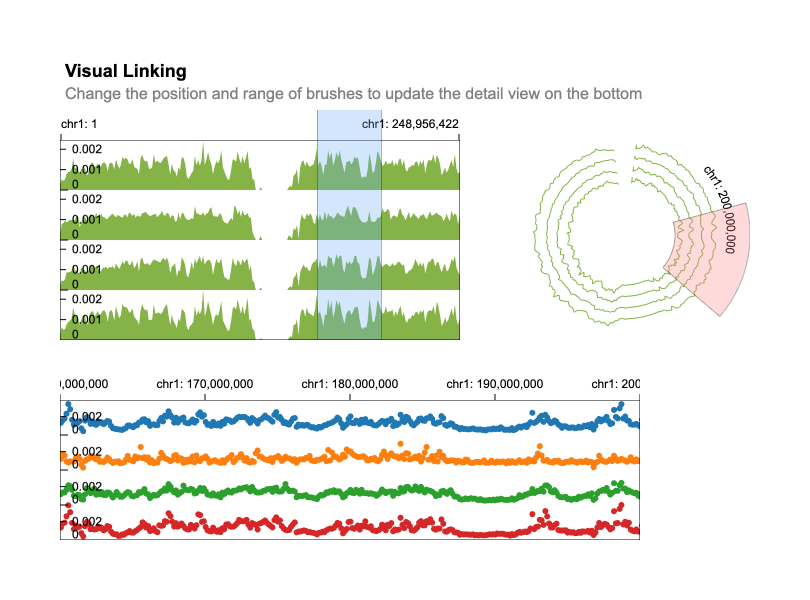 Visual Linking
Change the position and range of brushes to update the detail view on the bottom
chr1: 1
chr1: 248,956,422
0.002
0.001
0
0.002
0.001
0
0.002
0.001
0
0.002
0.001
0
chr1: 200,000,000
0,000,000
chr1: 170,000,000
chr1: 180,000,000
chr1: 190,000,000
chr1: 200
0.002
0
0.002
0
0.002
0
0.002
0